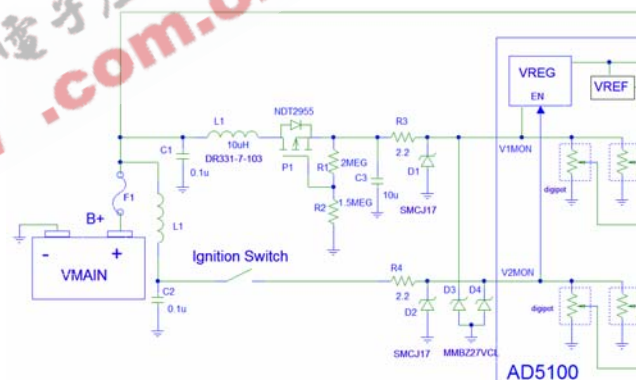 電子
.com.c
VREG
EN
VREF
NDT2955
L1
10uH
DR331-7-103
P1
C1
0.1u
R1
2MEG
R2
1.5MEG
C3
10u
R3
2.2
D1
SMCJ17
V1MON
digipot
F1
B+
L1
- +
VMAIN
Ignition Switch
C2
0.1u
R4
2.2
D2
SMCJ17
D3
D4
MMBZ27VCL
V2MON
digipot
AD5100